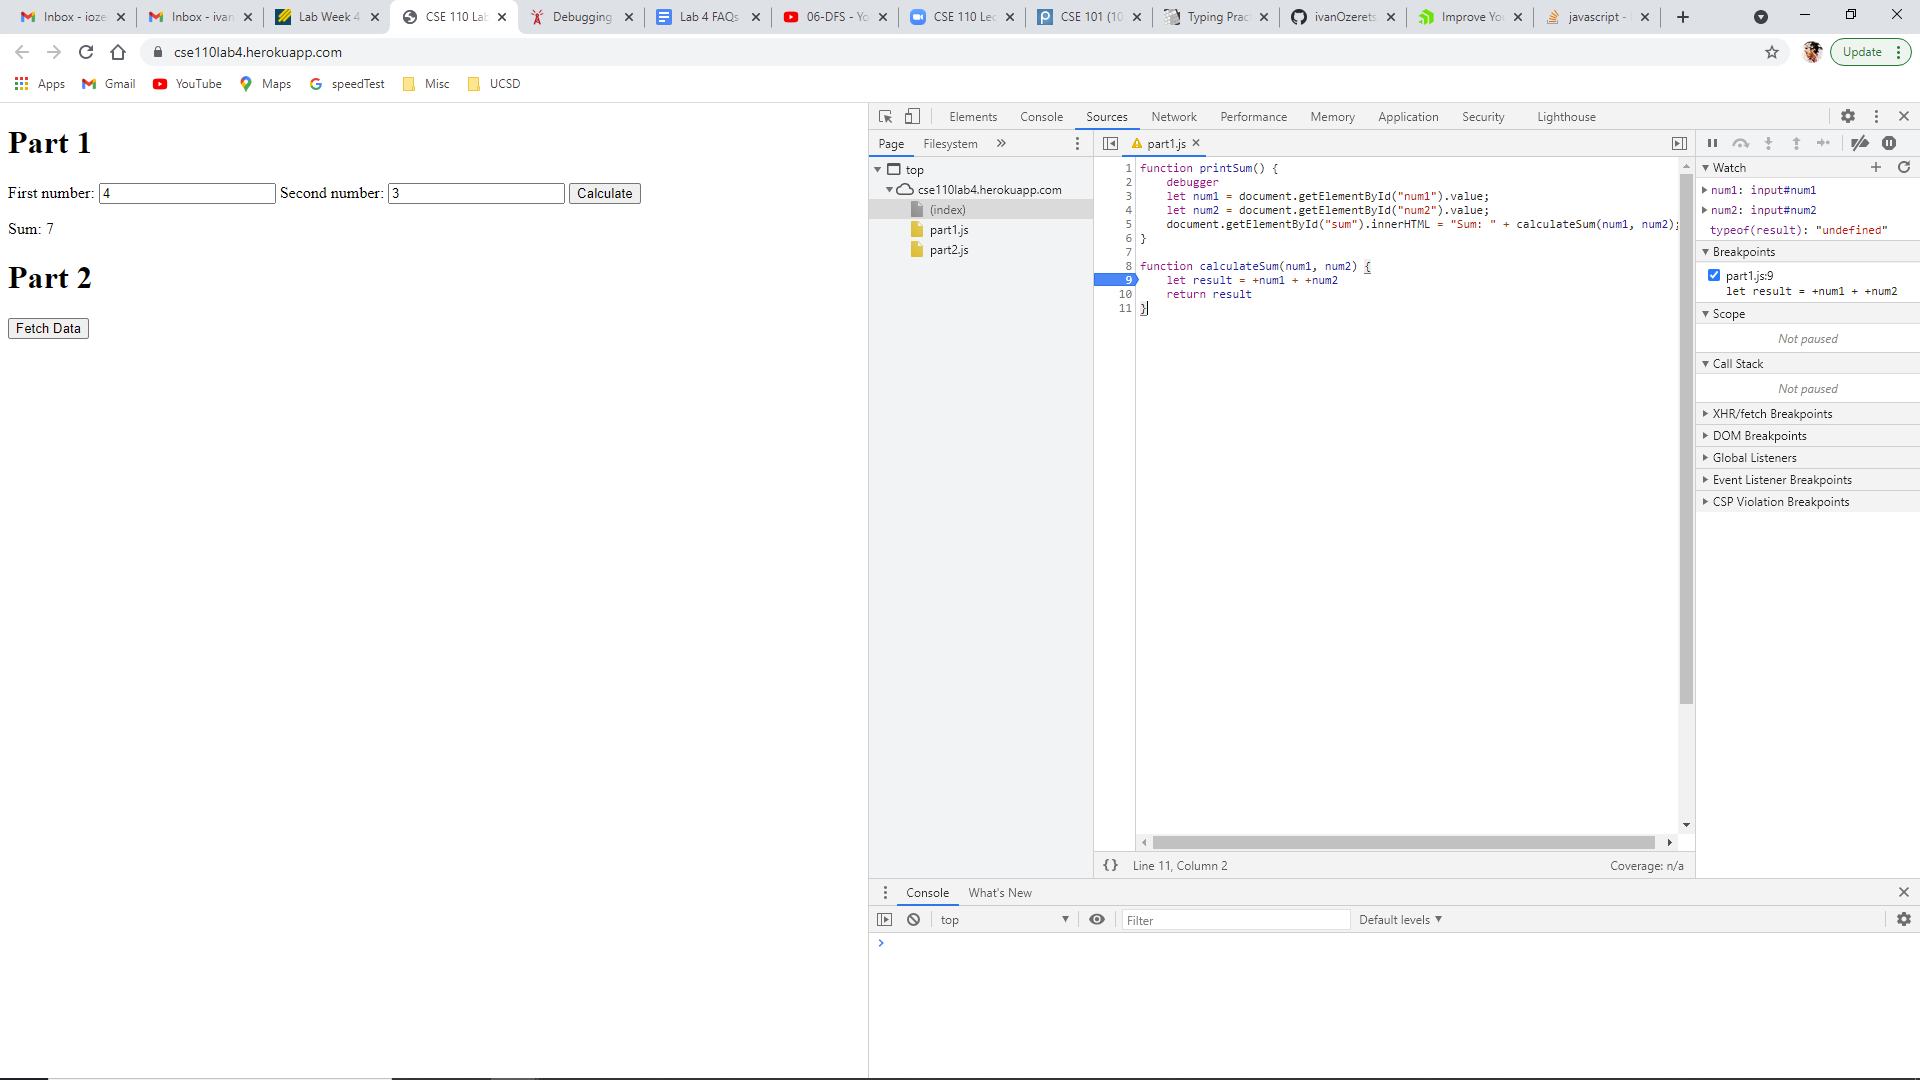 Inbox - ioze
Inbox - ivan
Lab Week 4
CSE 110 Lab
Debugging
Lab 4 FAQs
06-DFS - Yo
CSE 110 Lec
CSE 101 (10
Typing Prac
ivanOzerets
Improve Yo
javascript -
cse110lab4.herokuapp.com
Update
Apps
Gmail
YouTube
Maps
speedTest
Misc
UCSD
Part 1
First number: 4 Second number: 3 Calculate
Sum: 7
Part 2
Fetch Data
Elements Console Sources Network Performance Memory Application Security Lighthouse
Page Filesystem
top
cse110lab4.herokuapp.com
(index)
part1.js
part2.js
part1.js
1 function printSum() {
2 debugger
3 let num1 = document.getElementById("num1").value;
4 let num2 = document.getElementById("num2").value;
5 document.getElementById("sum").innerHTML = "Sum: " + calculateSum(num1, num2);
6 }
7
8 function calculateSum(num1, num2) {
9 let result = +num1 + +num2
10 return result
11 }
{} Line 11, Column 2
Coverage: n/a
Watch
num1: input#num1
num2: input#num2
typeof(result): "undefined"
Breakpoints
part1.js:9
let result = +num1 + +num2
Scope
Not paused
Call Stack
Not paused
XHR/fetch Breakpoints
DOM Breakpoints
Global Listeners
Event Listener Breakpoints
CSP Violation Breakpoints
Console What's New
top
Filter
Default levels